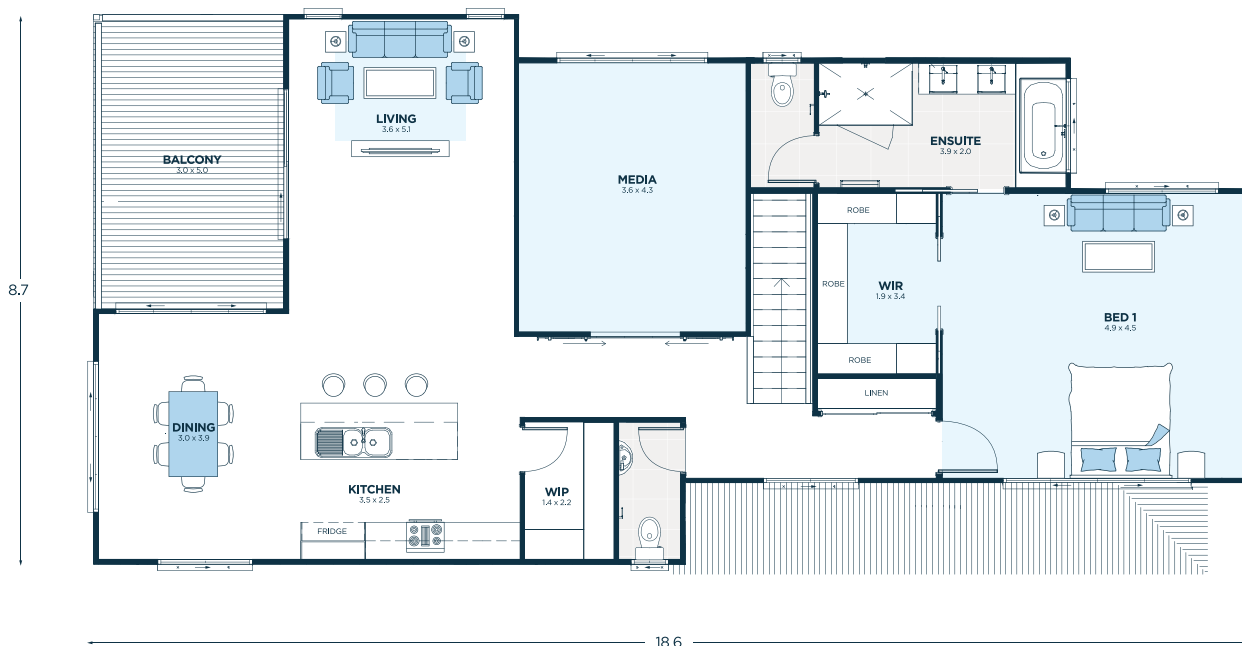 LIVING
3.6 x 5.1
BALCONY
3.0 x 5.0
MEDIA
3.6 x 4.3
ENSUITE
3.9 x 2.0
ROBE
ROBE
WIR
1.9 x 3.4
ROBE
8.7
BED 1
4.9 x 4.5
LINEN
DINING
3.0 x 3.9
KITCHEN
3.5 x 2.5
WIP
1.4 x 2.2
FRIDGE
18.6